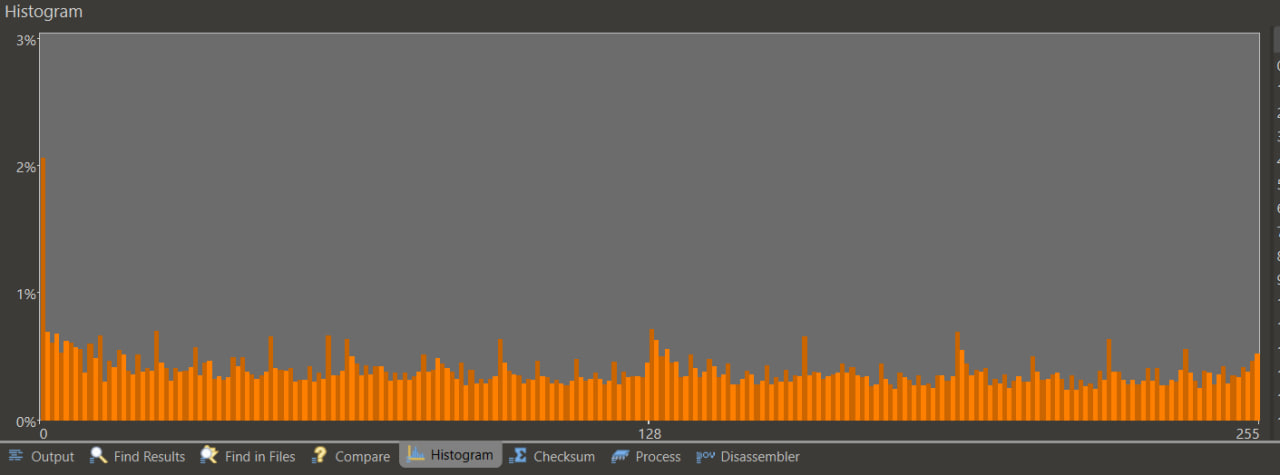 Histogram
3%
2%
1%
0%
0 128 255
Output Find Results Find in Files Compare Histogram Checksum Process Disassembler